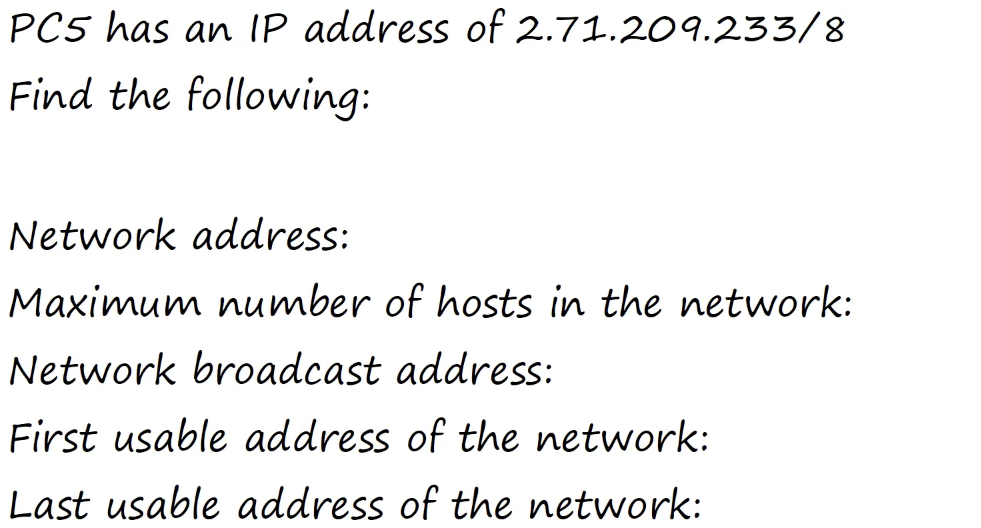 PC5 has an IP address of 2.71.209.233/8
Find the following:
Network address:
Maximum number of hosts in the network:
Network broadcast address:
First usable address of the network:
Last usable address of the network: